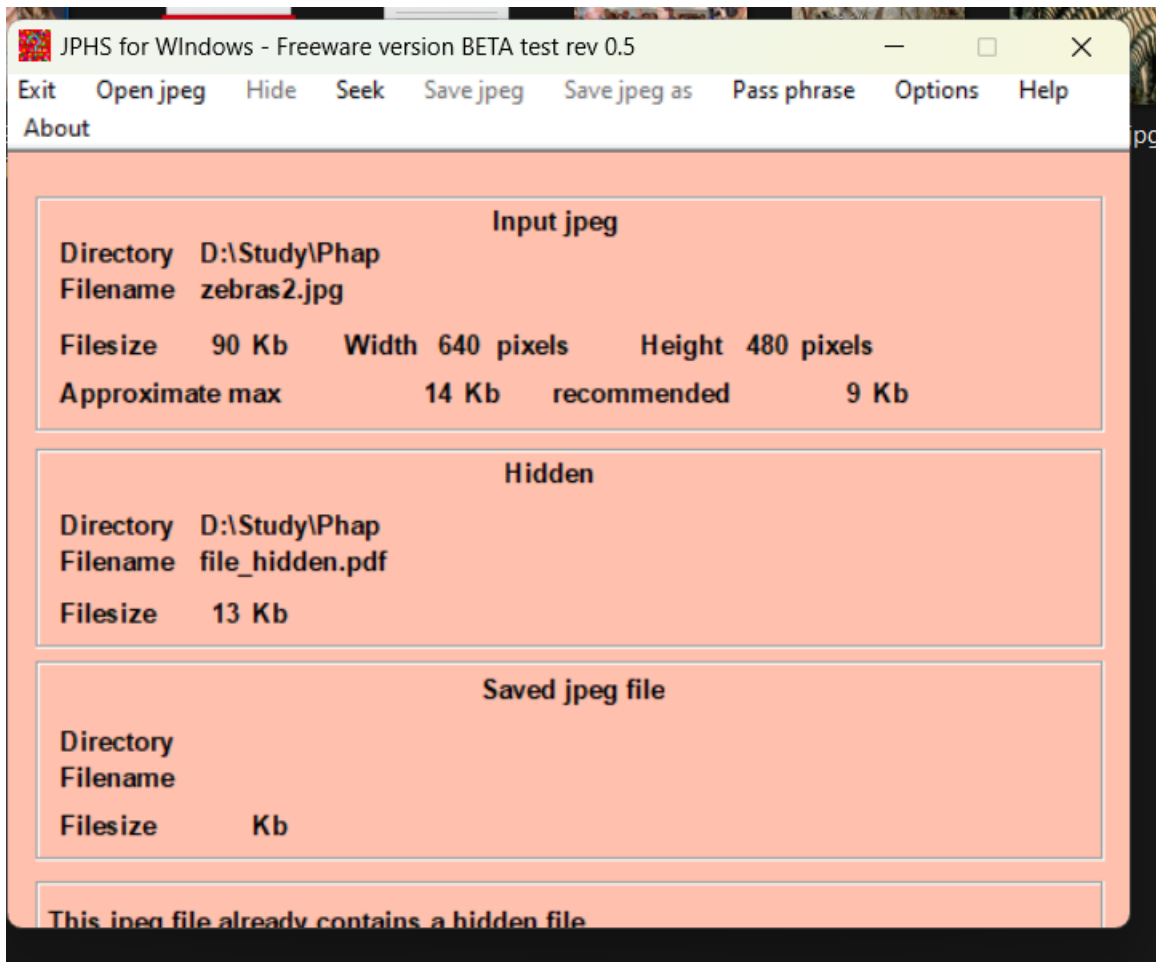 JPHS for WIndows - Freeware version BETA test rev 0.5
Exit Open jpeg Hide Seek Save jpeg Save jpeg as Pass phrase Options Help
About
jpg
Input jpeg
Directory D:\Study\Phap
Filename zebras2.jpg
Filesize 90 Kb Width 640 pixels Height 480 pixels
Approximate max 14 Kb recommended 9 Kb
Hidden
Directory D:\Study\Phap
Filename file_hidden.pdf
Filesize 13 Kb
Saved jpeg file
Directory
Filename
Filesize Kb
This jpeg file already contains a hidden file